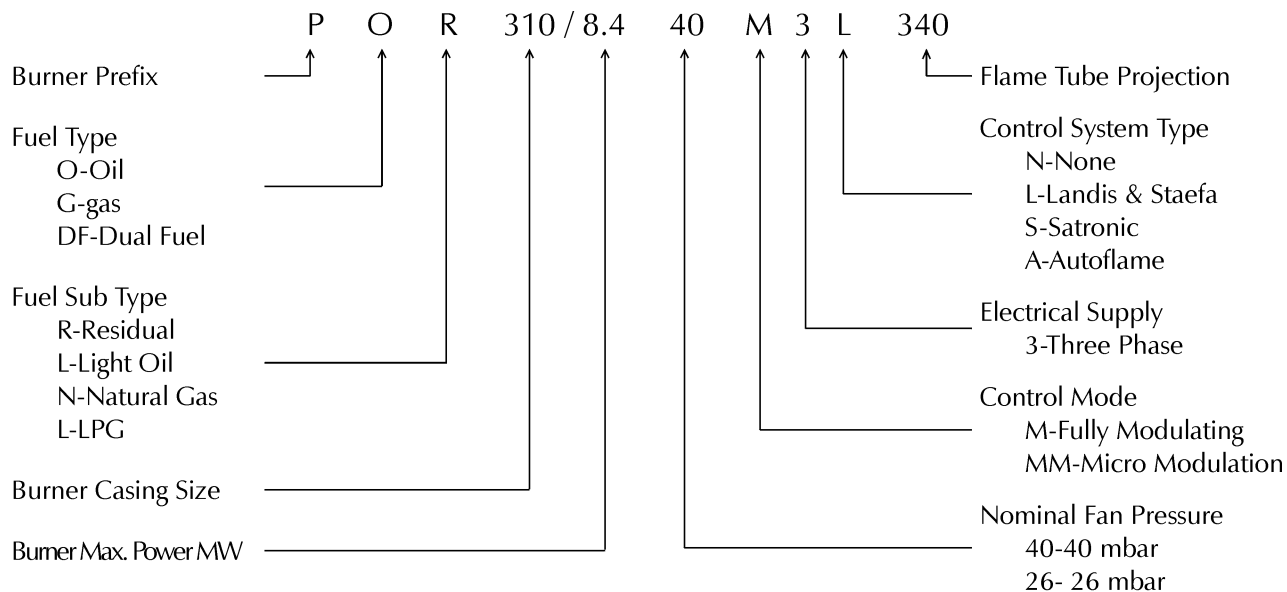 P O R 310 / 8.4 40 M 3 L 340
Burner Prefix
Fuel Type
O-Oil
G-gas
DF-Dual Fuel
Fuel Sub Type
R-Residual
L-Light Oil
N-Natural Gas
L-LPG
Burner Casing Size
Burner Max. Power MW
Flame Tube Projection
Control System Type
N-None
L-Landis & Staefa
S-Satronic
A-Autoflame
Electrical Supply
3-Three Phase
Control Mode
M-Fully Modulating
MM-Micro Modulation
Nominal Fan Pressure
40-40 mbar
26- 26 mbar